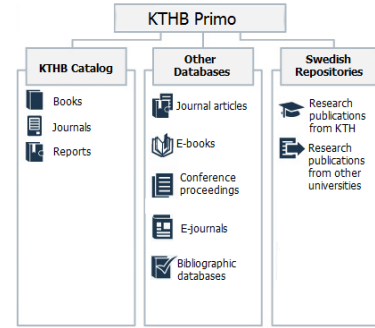 KTHB Primo
KTHB Catalog
Books
Journals
Reports
Other
Databases
Journal articles
E-books
Conference
proceedings
E-journals
Bibliographic
databases
Swedish
Repositories
Research
publications
from KTH
Research
publications
from other
universities